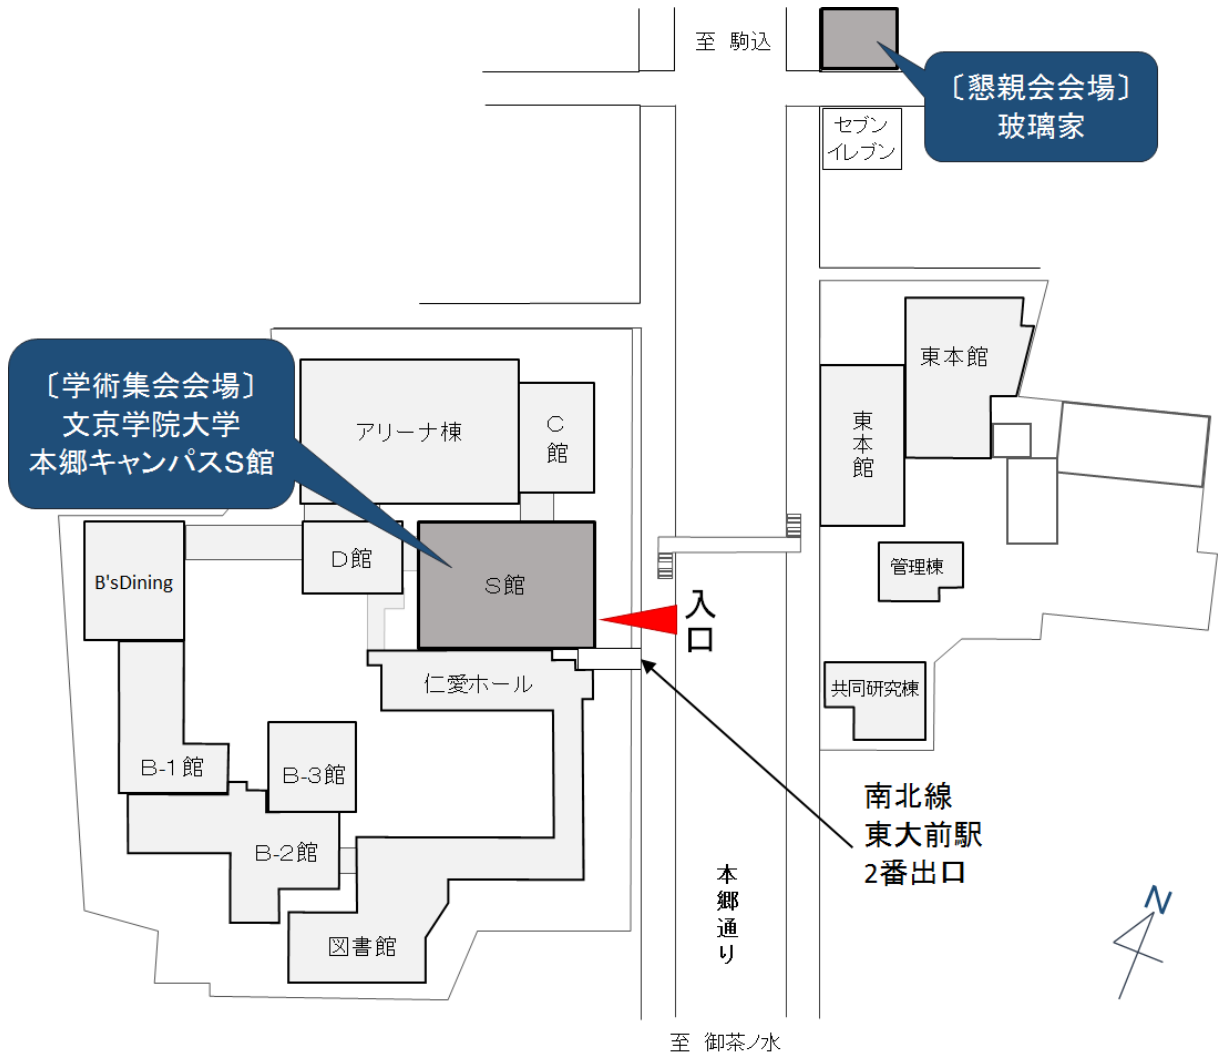 至 駒込
〔懇親会会場〕
玻璃家
セブン
イレブン
〔学術集会会場〕
文京学院大学
本郷キャンパスS館
アリーナ棟
C
館
東本館
東
本
館
D館
S館
B'sDining
管理棟
入
口
仁愛ホール
共同研究棟
B-1館
B-3館
南北線
東大前駅
2番出口
B-2館
本
郷
通
り
図書館
N
至 御茶ノ水